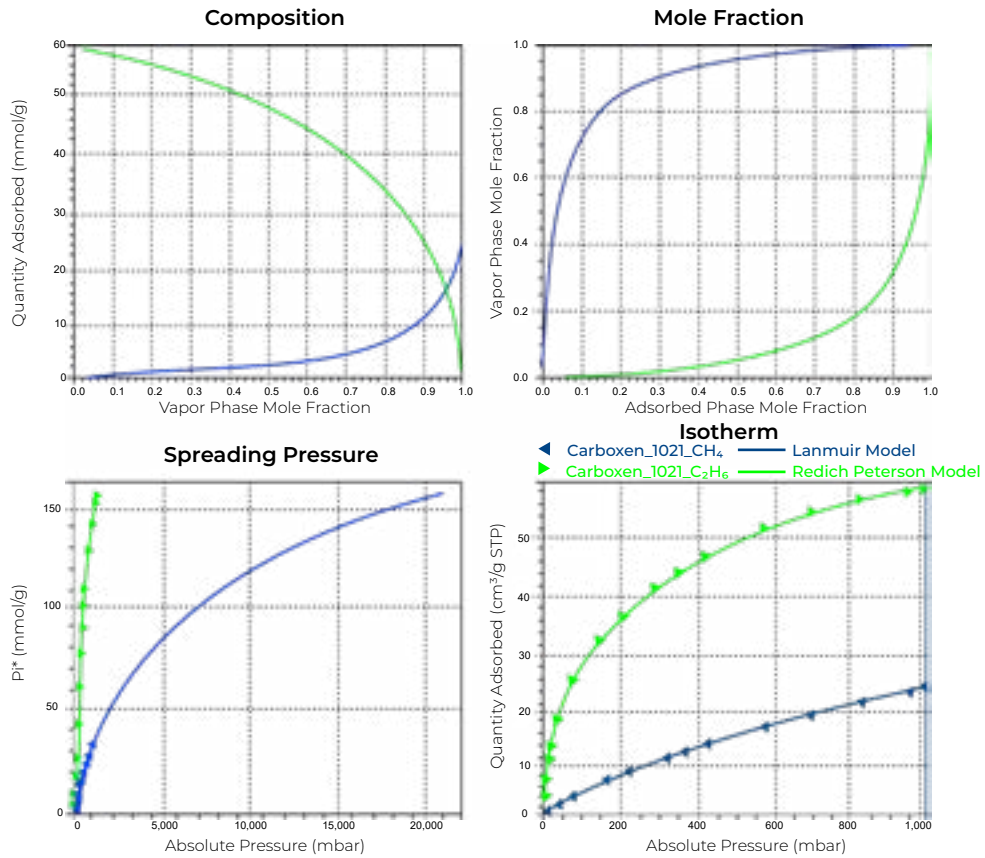 Composition
Quantity Adsorbed (mmol/g)
60
50
40
30
20
10
0
0.0 0.1 0.2 0.3 0.4 0.5 0.6 0.7 0.8 0.9 1.0
Vapor Phase Mole Fraction
Mole Fraction
Vapor Phase Mole Fraction
1.0
0.8
0.6
0.4
0.2
0.0
0.0 0.1 0.2 0.3 0.4 0.5 0.6 0.7 0.8 0.9 1.0
Adsorbed Phase Mole Fraction
Spreading Pressure
Pi* (mmol/g)
150
100
50
0
0 5,000 10,000 15,000 20,000
Absolute Pressure (mbar)
Isotherm
Carboxen_1021_CH₄ Lanmuir Model
Carboxen_1021_C₂H₆ Redich Peterson Model
Quantity Adsorbed (cm³/g STP)
50
40
30
20
10
0
0 200 400 600 800 1,000
Absolute Pressure (mbar)